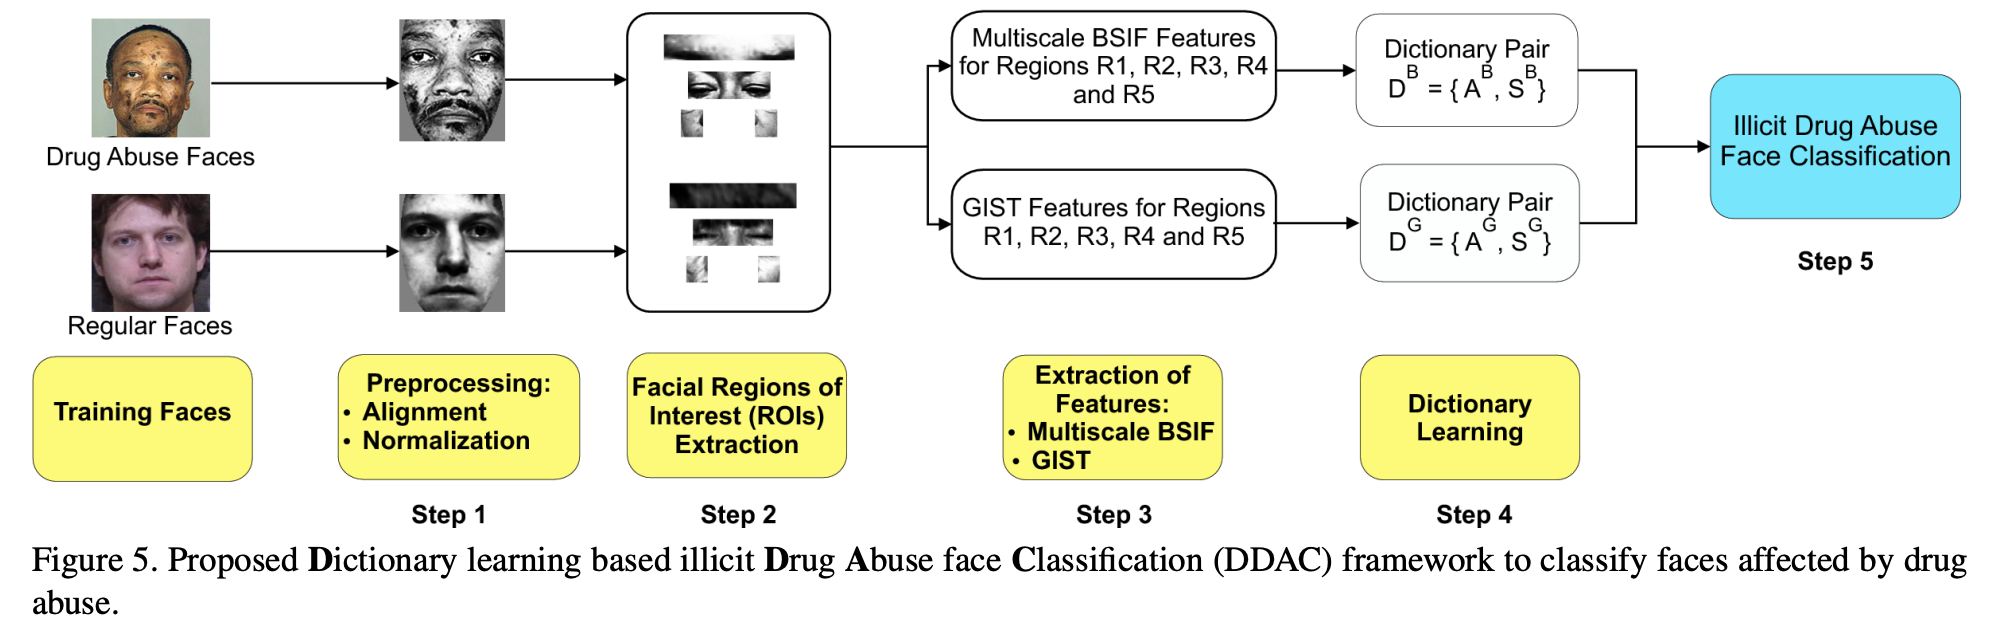 Drug Abuse Faces
Regular Faces
Multiscale BSIF Features
for Regions R1, R2, R3, R4
and R5
GIST Features for Regions
R1, R2, R3, R4 and R5
Dictionary Pair
D^B = { A^B , S^B }
Dictionary Pair
D^G = { A^G , S^G }
Illicit Drug Abuse
Face Classification
Step 5
Training Faces
Preprocessing:
• Alignment
• Normalization
Step 1
Facial Regions of
Interest (ROIs)
Extraction
Step 2
Extraction of
Features:
• Multiscale BSIF
• GIST
Step 3
Dictionary
Learning
Step 4
Figure 5. Proposed Dictionary learning based illicit Drug Abuse face Classification (DDAC) framework to classify faces affected by drug
abuse.